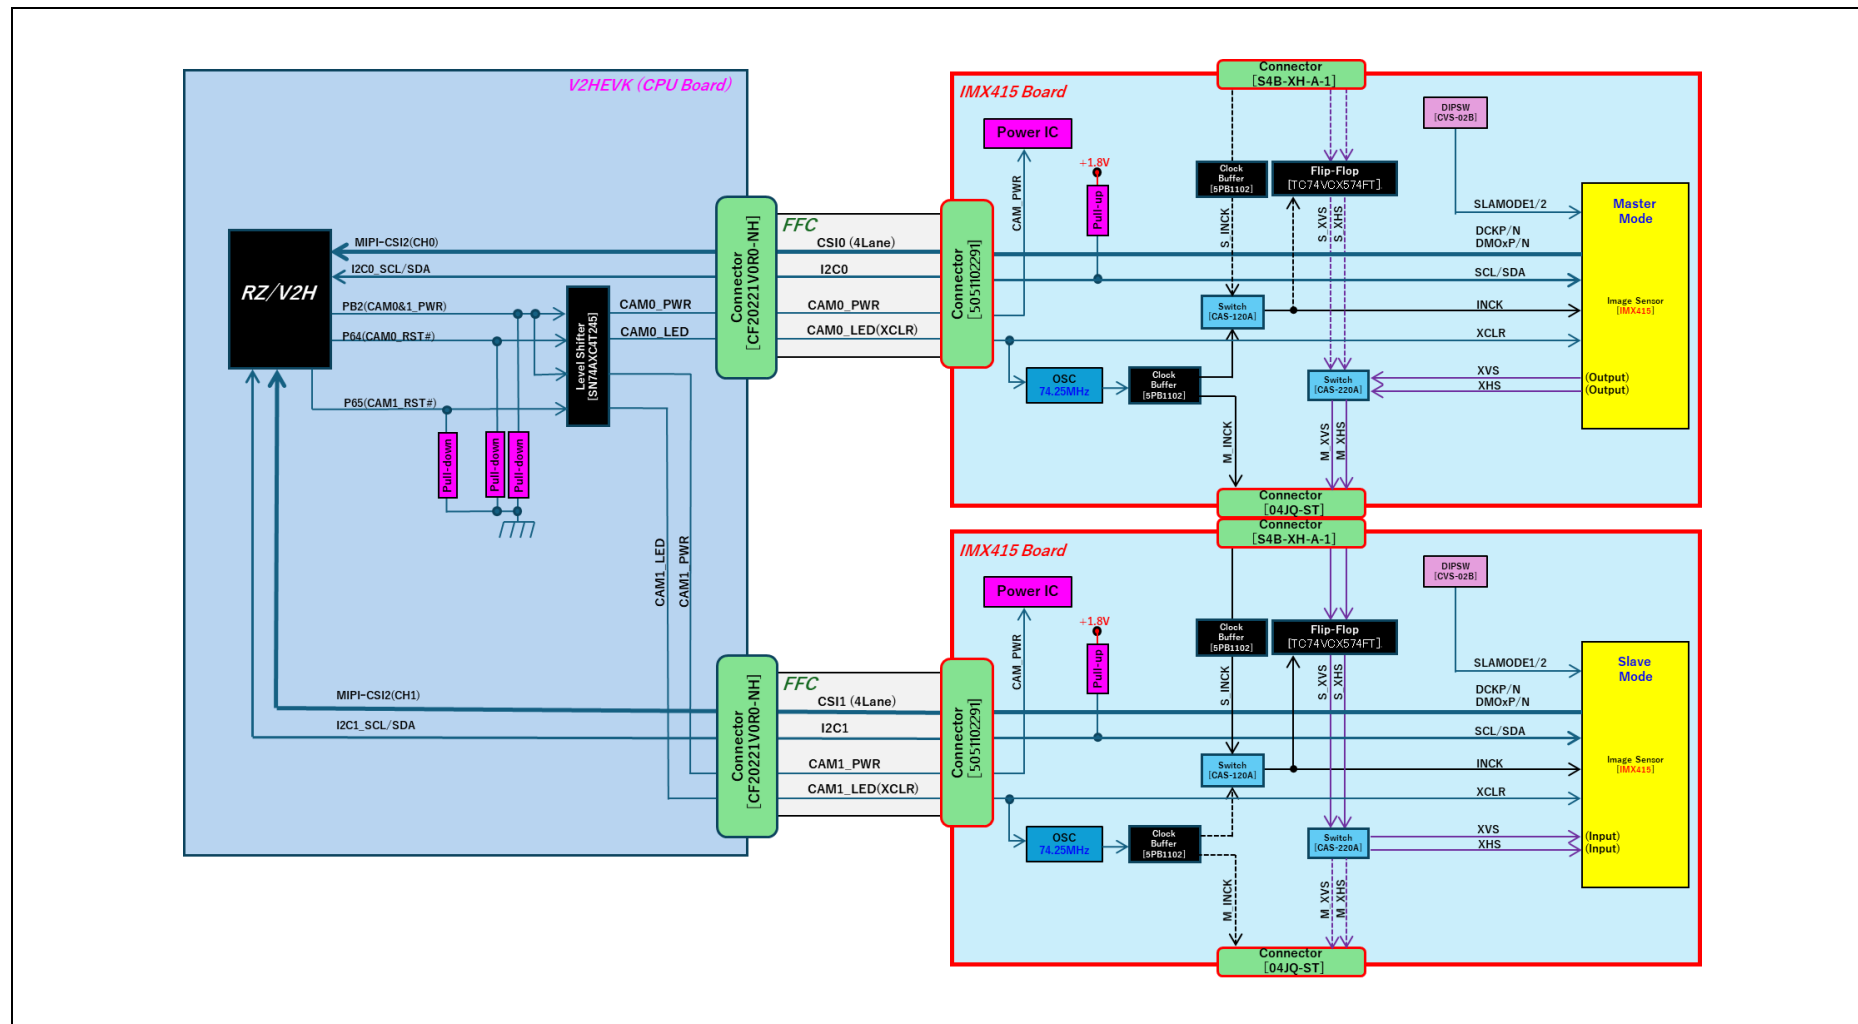 V2HEVK (CPU Board)
RZ/V2H
MIPI-CSI2(CH0)
I2C0_SCL/SDA
PB2(CAM0&1_PWR)
P64(CAM0_RST#)
P65(CAM1_RST#)
Pull-down
Pull-down
Pull-down
Level Shifter
[SN74AXC4T245]
CAM0_PWR
CAM0_LED
CAM1_LED
CAM1_PWR
MIPI-CSI2(CH1)
I2C1_SCL/SDA
Connector
[CF20221V0R0-NH]
FFC
CSI0 (4Lane)
I2C0
CAM0_PWR
CAM0_LED(XCLR)
Connector
[5051102291]
Connector
[CF20221V0R0-NH]
FFC
CSI1 (4Lane)
I2C1
CAM1_PWR
CAM1_LED(XCLR)
Connector
[5051102291]
IMX415 Board
Connector
[S4B-XH-A-1]
Power IC
CAM_PWR
+1.8V
Pull-up
Clock
Buffer
[5PB1102]
Flip-Flop
[TC74VCX574FT]
DIPSW
[CVS-02B]
S_INCK
S_XVS
S_XHS
SLAMODE1/2
Master
Mode
DCKP/N
DMOxP/N
SCL/SDA
Switch
[CAS-120A]
INCK
Image Sensor
[IMX415]
XCLR
OSC
74.25MHz
Clock
Buffer
[5PB1102]
Switch
[CAS-220A]
XVS
XHS
(Output)
(Output)
M_INCK
M_XVS
M_XHS
Connector
[04JQ-ST]
Connector
[S4B-XH-A-1]
IMX415 Board
Power IC
CAM_PWR
+1.8V
Pull-up
Clock
Buffer
[5PB1102]
Flip-Flop
[TC74VCX574FT]
DIPSW
[CVS-02B]
S_INCK
S_XVS
S_XHS
SLAMODE1/2
Slave
Mode
DCKP/N
DMOxP/N
SCL/SDA
Switch
[CAS-120A]
INCK
Image Sensor
[IMX415]
XCLR
OSC
74.25MHz
Clock
Buffer
[5PB1102]
Switch
[CAS-220A]
XVS
XHS
(Input)
(Input)
M_INCK
M_XVS
M_XHS
Connector
[04JQ-ST]